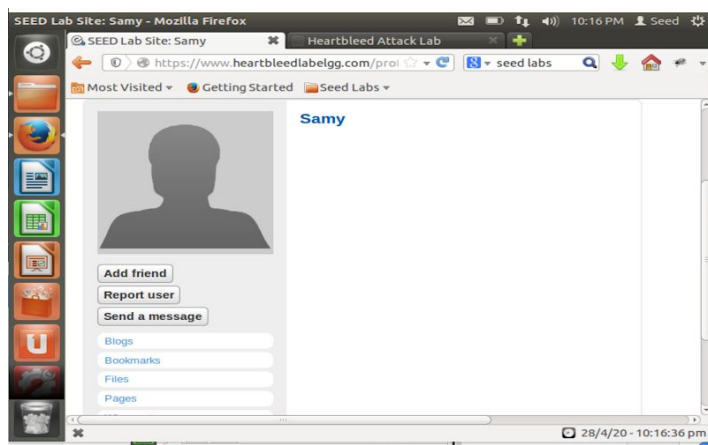 SEED Lab Site: Samy - Mozilla Firefox 10:16 PM Seed
SEED Lab Site: Samy Heartbleed Attack Lab
https://www.heartbleedlabelgg.com/prof seed labs
Most Visited Getting Started Seed Labs
Samy
Add friend
Report user
Send a message
Blogs
Bookmarks
Files
Pages
28/4/20 - 10:16:36 pm